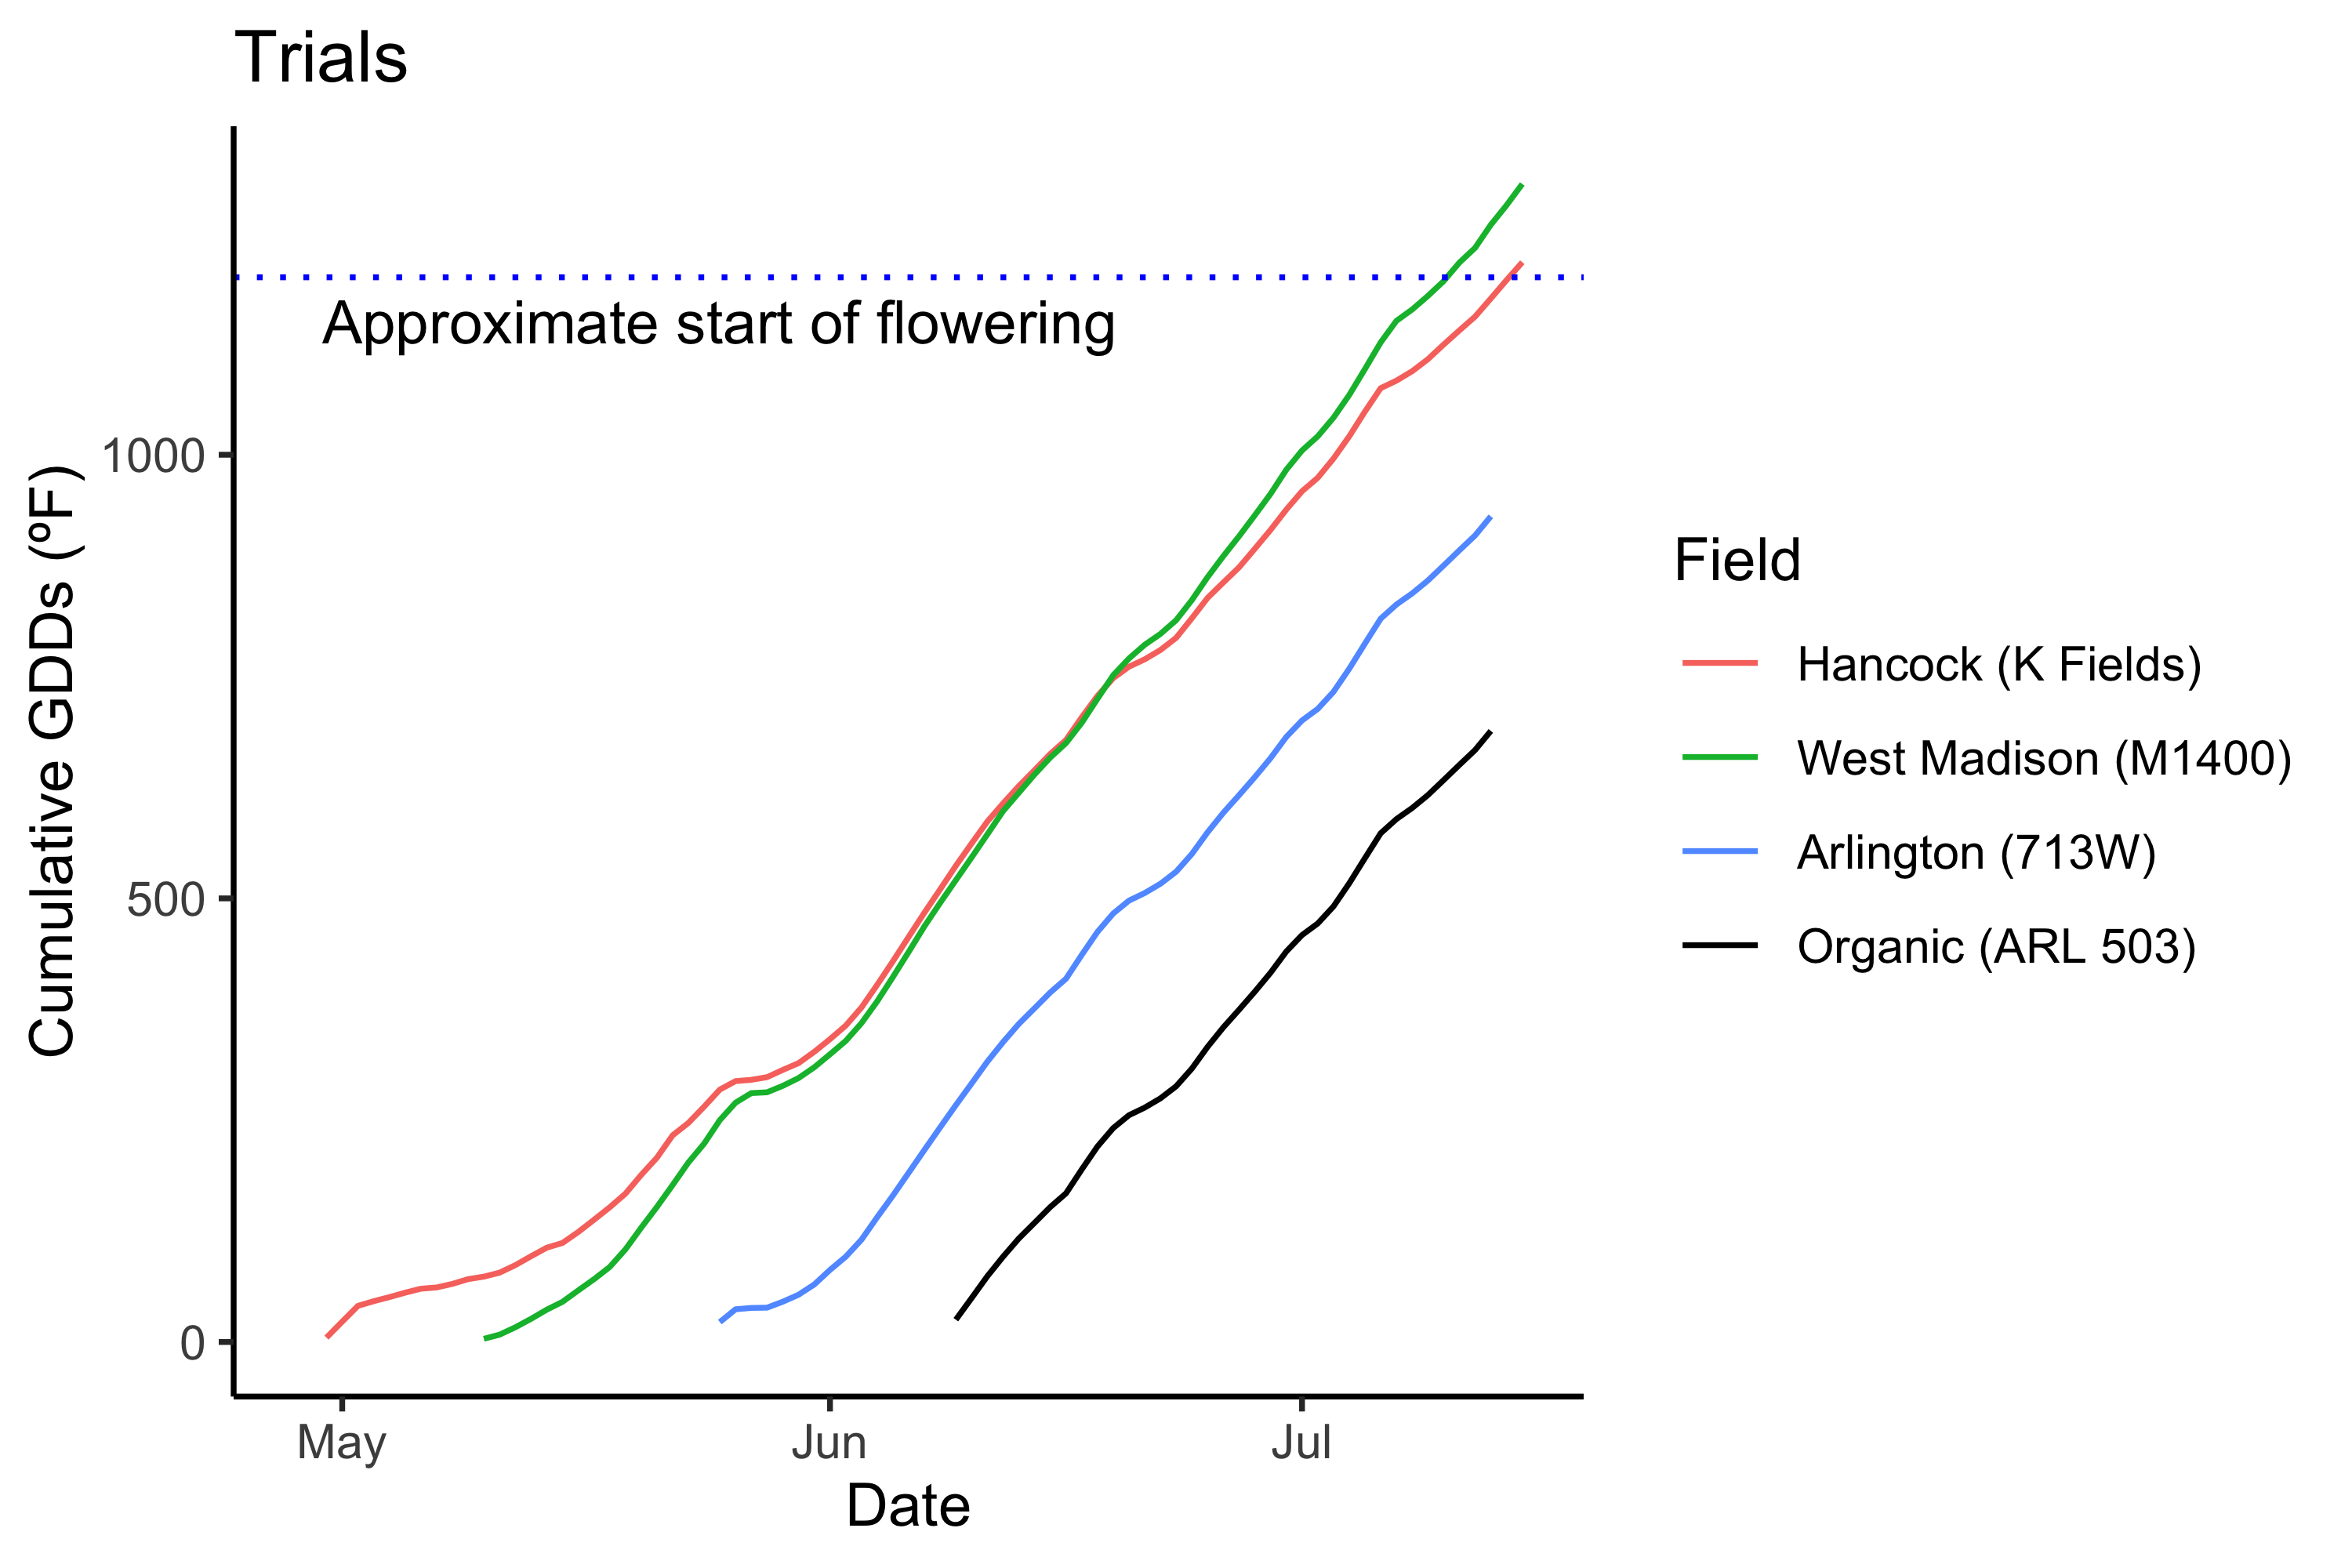 Trials
Approximate start of flowering
Cumulative GDDs (ºF)
1000
500
0
May
Jun
Jul
Date
Field
Hancock (K Fields)
West Madison (M1400)
Arlington (713W)
Organic (ARL 503)